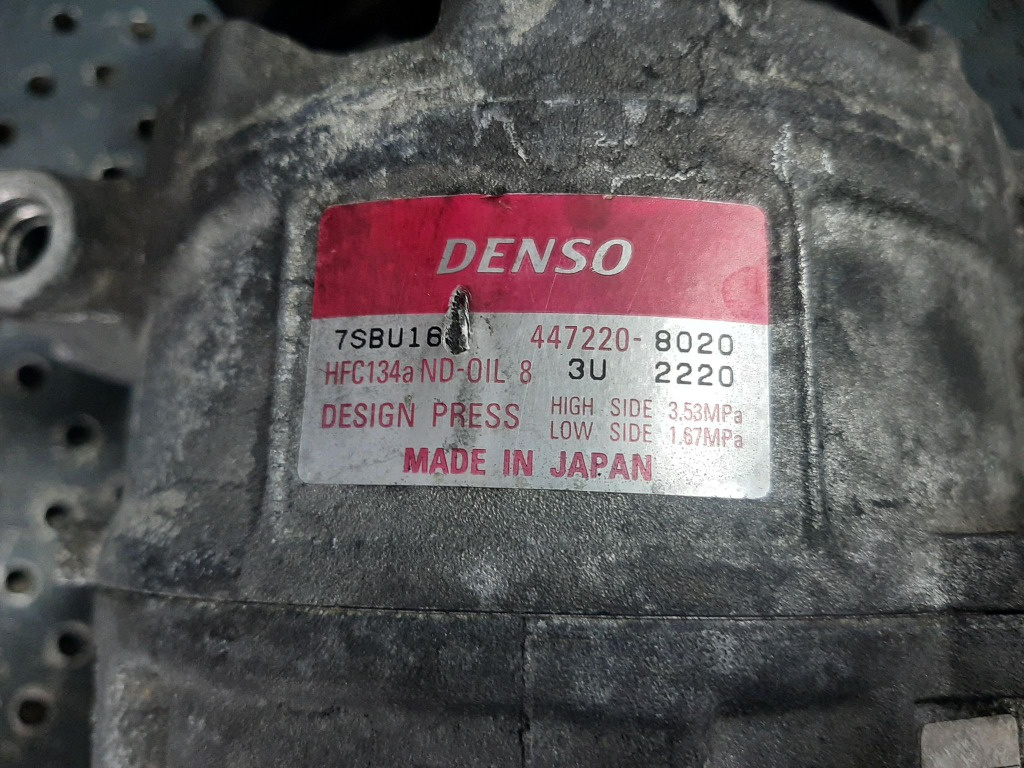 DENSO
7SBU16 447220-8020
HFC134a ND-OIL 8 3U 2220
DESIGN PRESS HIGH SIDE 3.53MPa
LOW SIDE 1.67MPa
MADE IN JAPAN